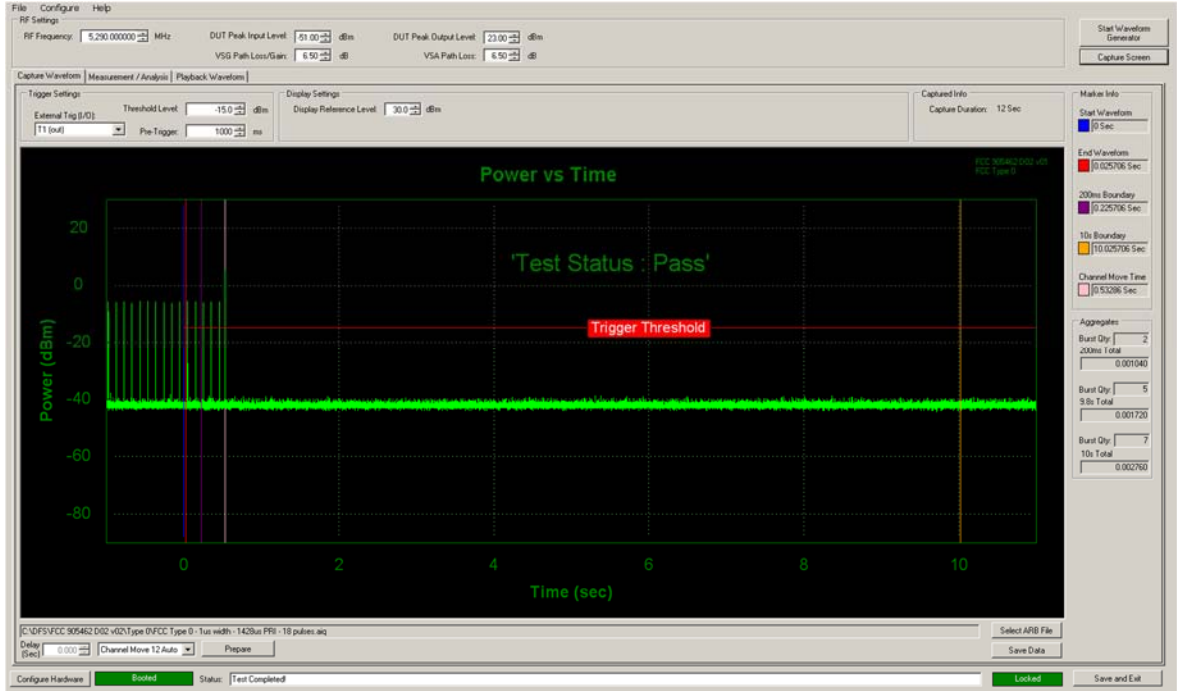 File Configure Help
RF Settings
RF Frequency: 5,290.000000 MHz
DUT Peak Input Level: -51.00 dBm
DUT Peak Output Level: 23.00 dBm
VSG Path Loss/Gain: 6.50 dB
VSA Path Loss: 6.50 dB
Start Waveform
Generator
Capture Screen
Capture Waveform Measurement / Analysis Playback Waveform
Trigger Settings
Threshold Level: -15.0 dBm
External Trig (I/O):
T1 (out)
Pre-Trigger: 1000 ms
Display Settings
Display Reference Level: 30.0 dBm
Captured Info
Capture Duration: 12 Sec
Marker Info
Start Waveform
0 Sec
End Waveform
0.025706 Sec
200ms Boundary
0.225706 Sec
10s Boundary
10.025706 Sec
Channel Move Time
0.53286 Sec
Aggregates
Burst Qty: 2
200ms Total
0.001040
Burst Qty: 5
9.8s Total
0.001720
Burst Qty: 7
10s Total
0.002760
Power vs Time
FCC 905462 D02 v01
FCC Type 0
'Test Status : Pass'
Trigger Threshold
Power (dBm)
20
0
-20
-40
-60
-80
0 2 4 6 8 10
Time (sec)
C:\DFS\FCC 905462 D02 v02\Type 0\FCC Type 0 - 1us width - 1428us PRI - 18 pulses.aiq
Select ARB File
Delay
(Sec) 0.000
Channel Move 12 Auto
Prepare
Save Data
Configure Hardware
Booted
Status: Test Completed!
Locked
Save and Exit